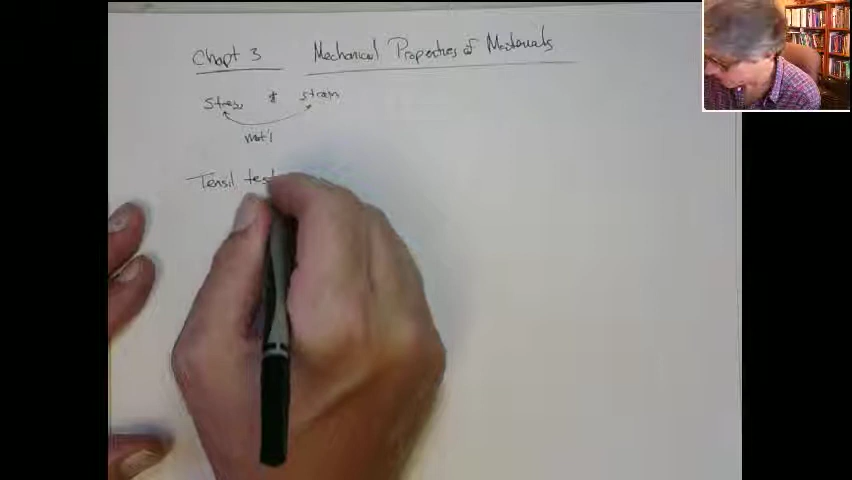 Chapt 3 Mechanical Properties of Materials
Stress & strain
mat'l
Tensil test